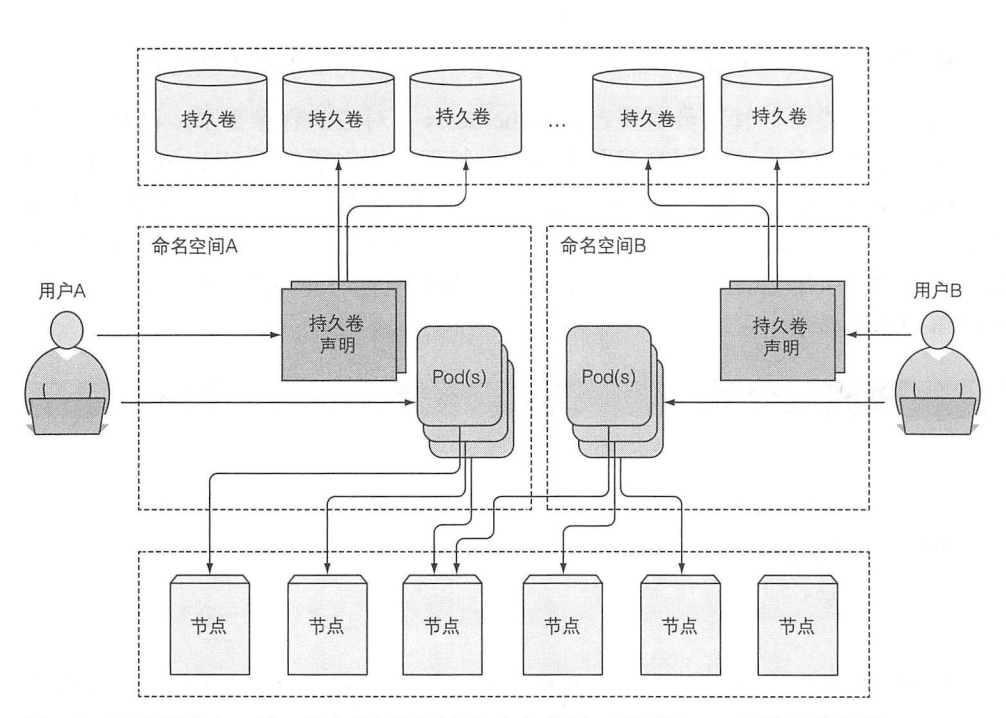 持久卷 持久卷 持久卷 ... 持久卷 持久卷
命名空间A 命名空间B
用户A 用户B
持久卷 声明 持久卷 声明
Pod(s) Pod(s)
节点 节点 节点 节点 节点 节点